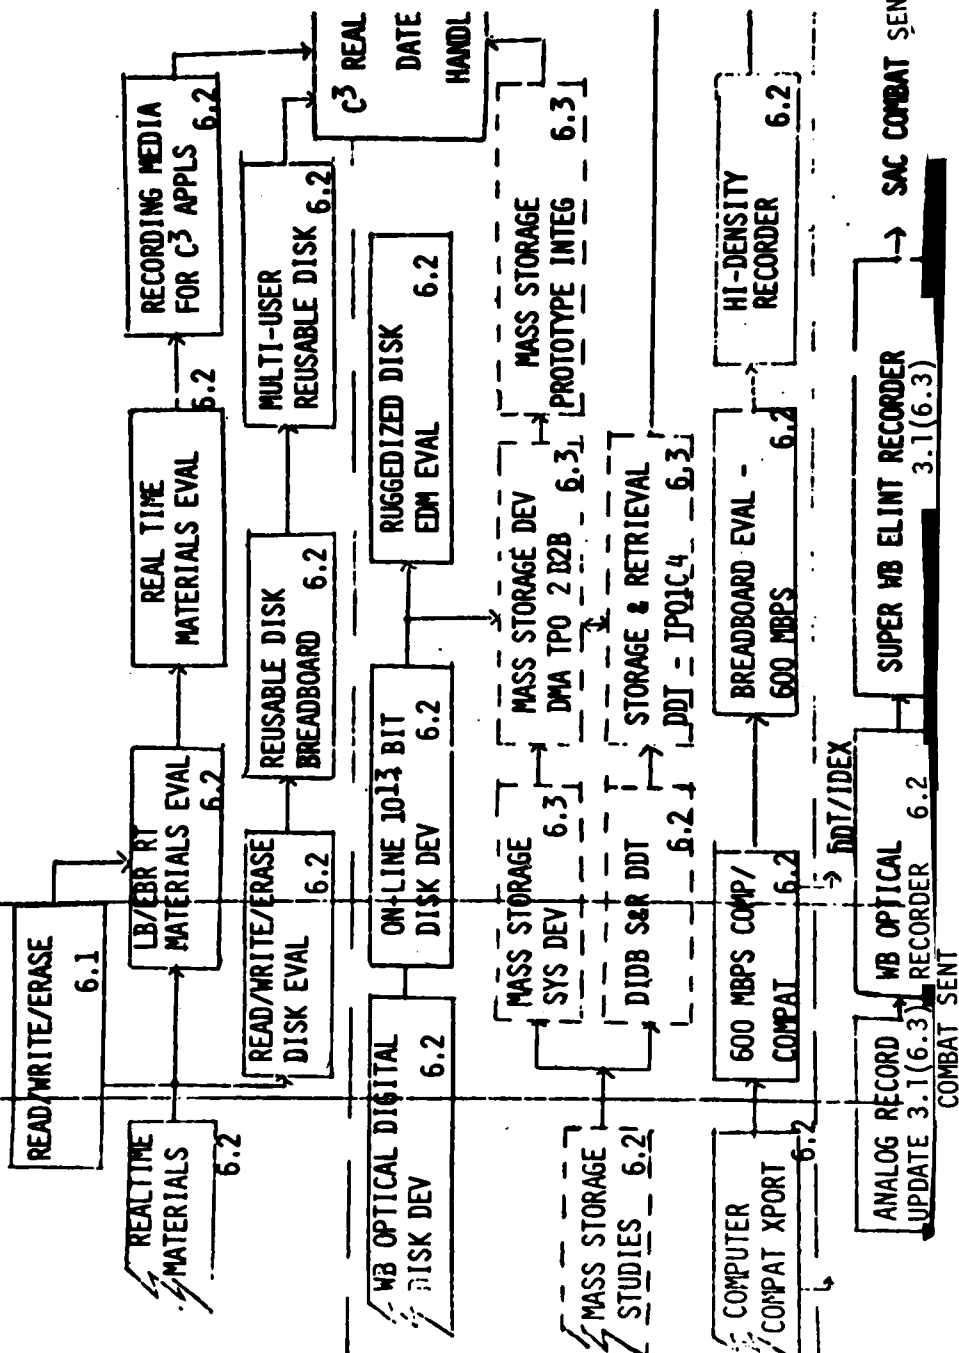 READ/WRITE/ERASE
6.1
REALTIME
MATERIALS
6.2
LB/EBR RT
MATERIALS EVAL
6.2
REAL TIME
MATERIALS EVAL
6.2
RECORDING MEDIA
FOR C³ APPLS
6.2
READ/WRITE/ERASE
DISK EVAL
6.2
REUSABLE DISK
BREADBOARD
6.2
MULTI-USER
REUSABLE DISK
6.2
C³ REAL
DATE
HANDL
WB OPTICAL DIGITAL
DISK DEV
6.2
ON-LINE 10¹³ BIT
DISK DEV
6.2
RUGGEDIZED DISK
EDM EVAL
6.2
MASS STORAGE
STUDIES 6.2
MASS STORAGE
SYS DEV
6.3
MASS STORAGE DEV
DMA TPO 2 D2B
6.3
MASS STORAGE
PROTOTYPE INTEG
6.3
DIDB S&R DDT
6.2
STORAGE & RETRIEVAL
DDT - IPO1C4
6.3
COMPUTER
COMPAT XPORT
6.2
600 MBPS COMP/
COMPAT
6.2
BREADBOARD EVAL -
600 MBPS
6.2
HI-DENSITY
RECORDER
6.2
DDT/IDEX
ANALOG RECORD
UPDATE 3.1(6.3)
WB OPTICAL
RECORDER 6.2
SUPER WB ELINT RECORDER
3.1(6.3)
SAC COMBAT SEN
COMBAT SENT